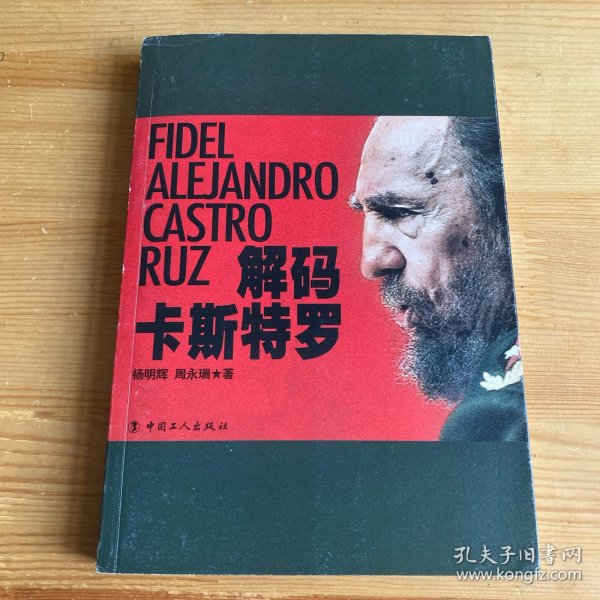 FIDEL
ALEJANDRO
CASTRO
RUZ
解码
卡斯特罗
杨明辉 周永瑞★著
中国工人出版社
孔夫子旧书网
www.kongfz.com